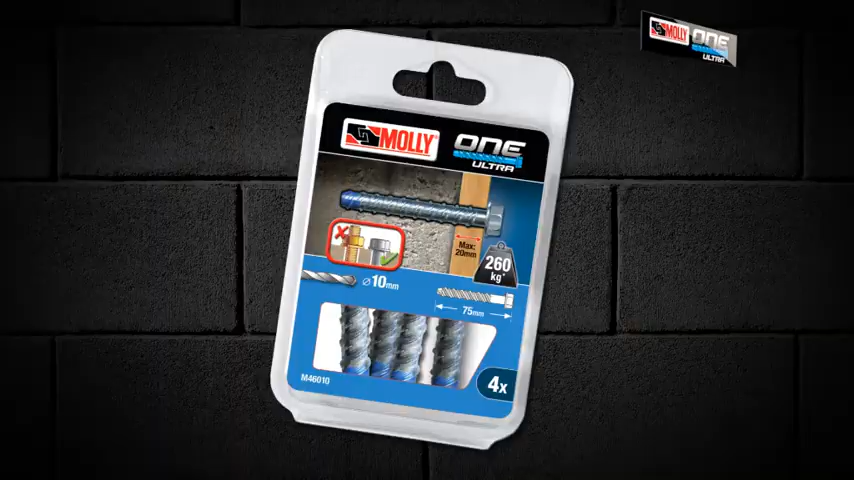 MOLLY ONE
ULTRA
MOLLY® ONE
ULTRA
Max:
20mm
260
kg*
Ø 10mm
75mm
M46010
4x